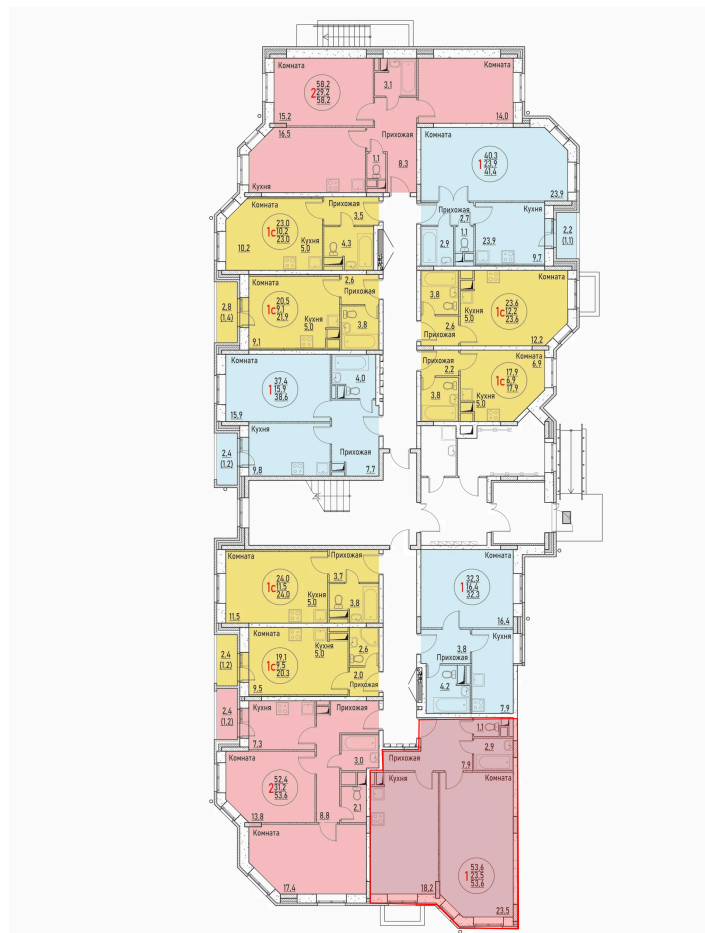 Комната
Комната
58.2
2 29.2
58.2
3.1
15.2
14.0
16.5
Прихожая
Комната
1.1
8.3
40.3
1 23.9
41.4
Кухня
23.9
Комната
Прихожая
3.5
23.0
1с 10.2
23.0
Кухня
5.0
4.3
10.2
Прихожая
2.7
Кухня
1.1
2.9
23.9
9.7
2.2
(1.1)
Комната
2.6
Прихожая
20.5
1с 9.1
21.9
Кухня
5.0
3.8
9.1
2.8
(1.4)
Комната
3.8
Кухня
5.0
23.6
1с 12.2
23.6
2.6
Прихожая
12.2
Комната
37.4
1 15.9
38.6
4.0
15.9
Прихожая
2.2
Комната
6.9
17.9
1с 6.9
17.9
3.8
Кухня
5.0
Кухня
2.4
(1.2)
9.8
Прихожая
7.7
Комната
Прихожая
24.0
1с 11.5
24.0
3.7
Кухня
5.0
3.8
11.5
Комната
32.3
1 16.4
32.3
16.4
Комната
Кухня
5.0
19.1
1с 9.5
20.3
2.6
2.0
Прихожая
9.5
2.4
(1.2)
Кухня
3.8
Прихожая
4.2
7.9
2.4
(1.2)
Кухня
Прихожая
7.3
3.0
Комната
52.4
2 31.2
53.6
2.1
13.8
8.8
Комната
17.4
1.1
2.9
Прихожая
7.9
Кухня
Комната
53.6
1 23.5
53.6
18.2
23.5